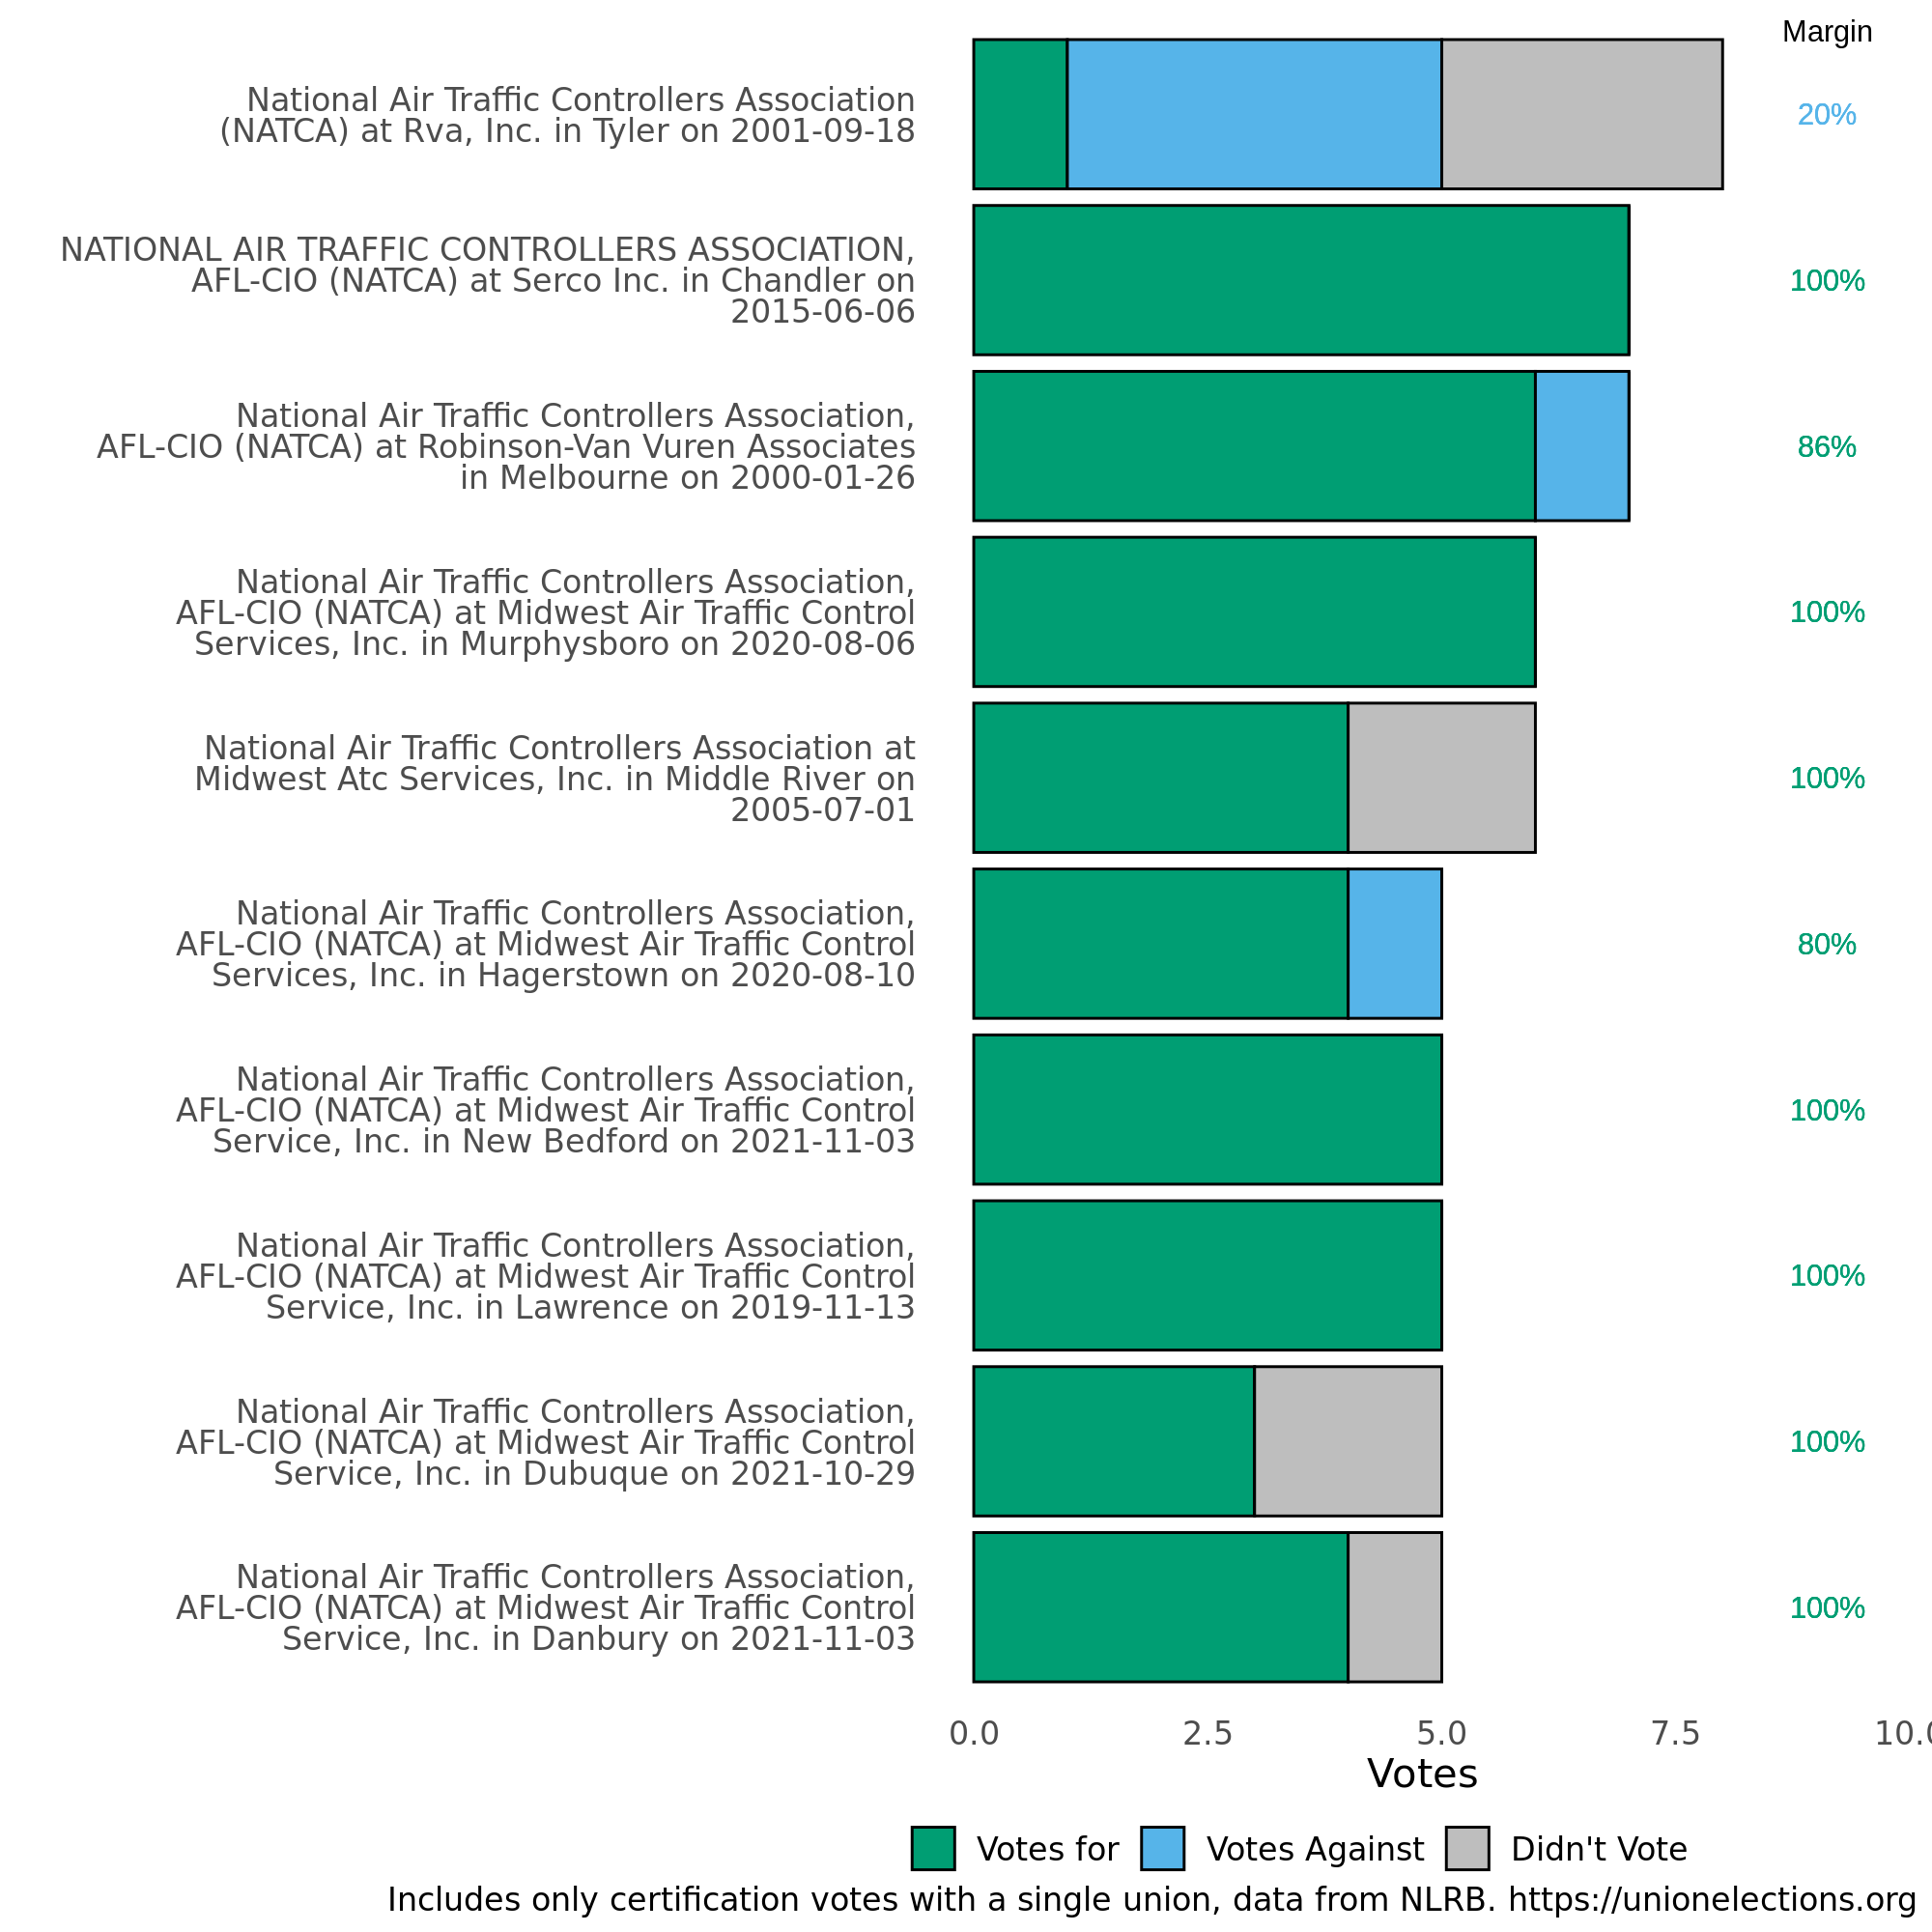 Margin
National Air Traffic Controllers Association
(NATCA) at Rva, Inc. in Tyler on 2001-09-18
20%
NATIONAL AIR TRAFFIC CONTROLLERS ASSOCIATION,
AFL-CIO (NATCA) at Serco Inc. in Chandler on
2015-06-06
100%
National Air Traffic Controllers Association,
AFL-CIO (NATCA) at Robinson-Van Vuren Associates
in Melbourne on 2000-01-26
86%
National Air Traffic Controllers Association,
AFL-CIO (NATCA) at Midwest Air Traffic Control
Services, Inc. in Murphysboro on 2020-08-06
100%
National Air Traffic Controllers Association at
Midwest Atc Services, Inc. in Middle River on
2005-07-01
100%
National Air Traffic Controllers Association,
AFL-CIO (NATCA) at Midwest Air Traffic Control
Services, Inc. in Hagerstown on 2020-08-10
80%
National Air Traffic Controllers Association,
AFL-CIO (NATCA) at Midwest Air Traffic Control
Service, Inc. in New Bedford on 2021-11-03
100%
National Air Traffic Controllers Association,
AFL-CIO (NATCA) at Midwest Air Traffic Control
Service, Inc. in Lawrence on 2019-11-13
100%
National Air Traffic Controllers Association,
AFL-CIO (NATCA) at Midwest Air Traffic Control
Service, Inc. in Dubuque on 2021-10-29
100%
National Air Traffic Controllers Association,
AFL-CIO (NATCA) at Midwest Air Traffic Control
Service, Inc. in Danbury on 2021-11-03
100%
0.0 2.5 5.0 7.5 10.0
Votes
Votes for Votes Against Didn't Vote
Includes only certification votes with a single union, data from NLRB. https://unionelections.org